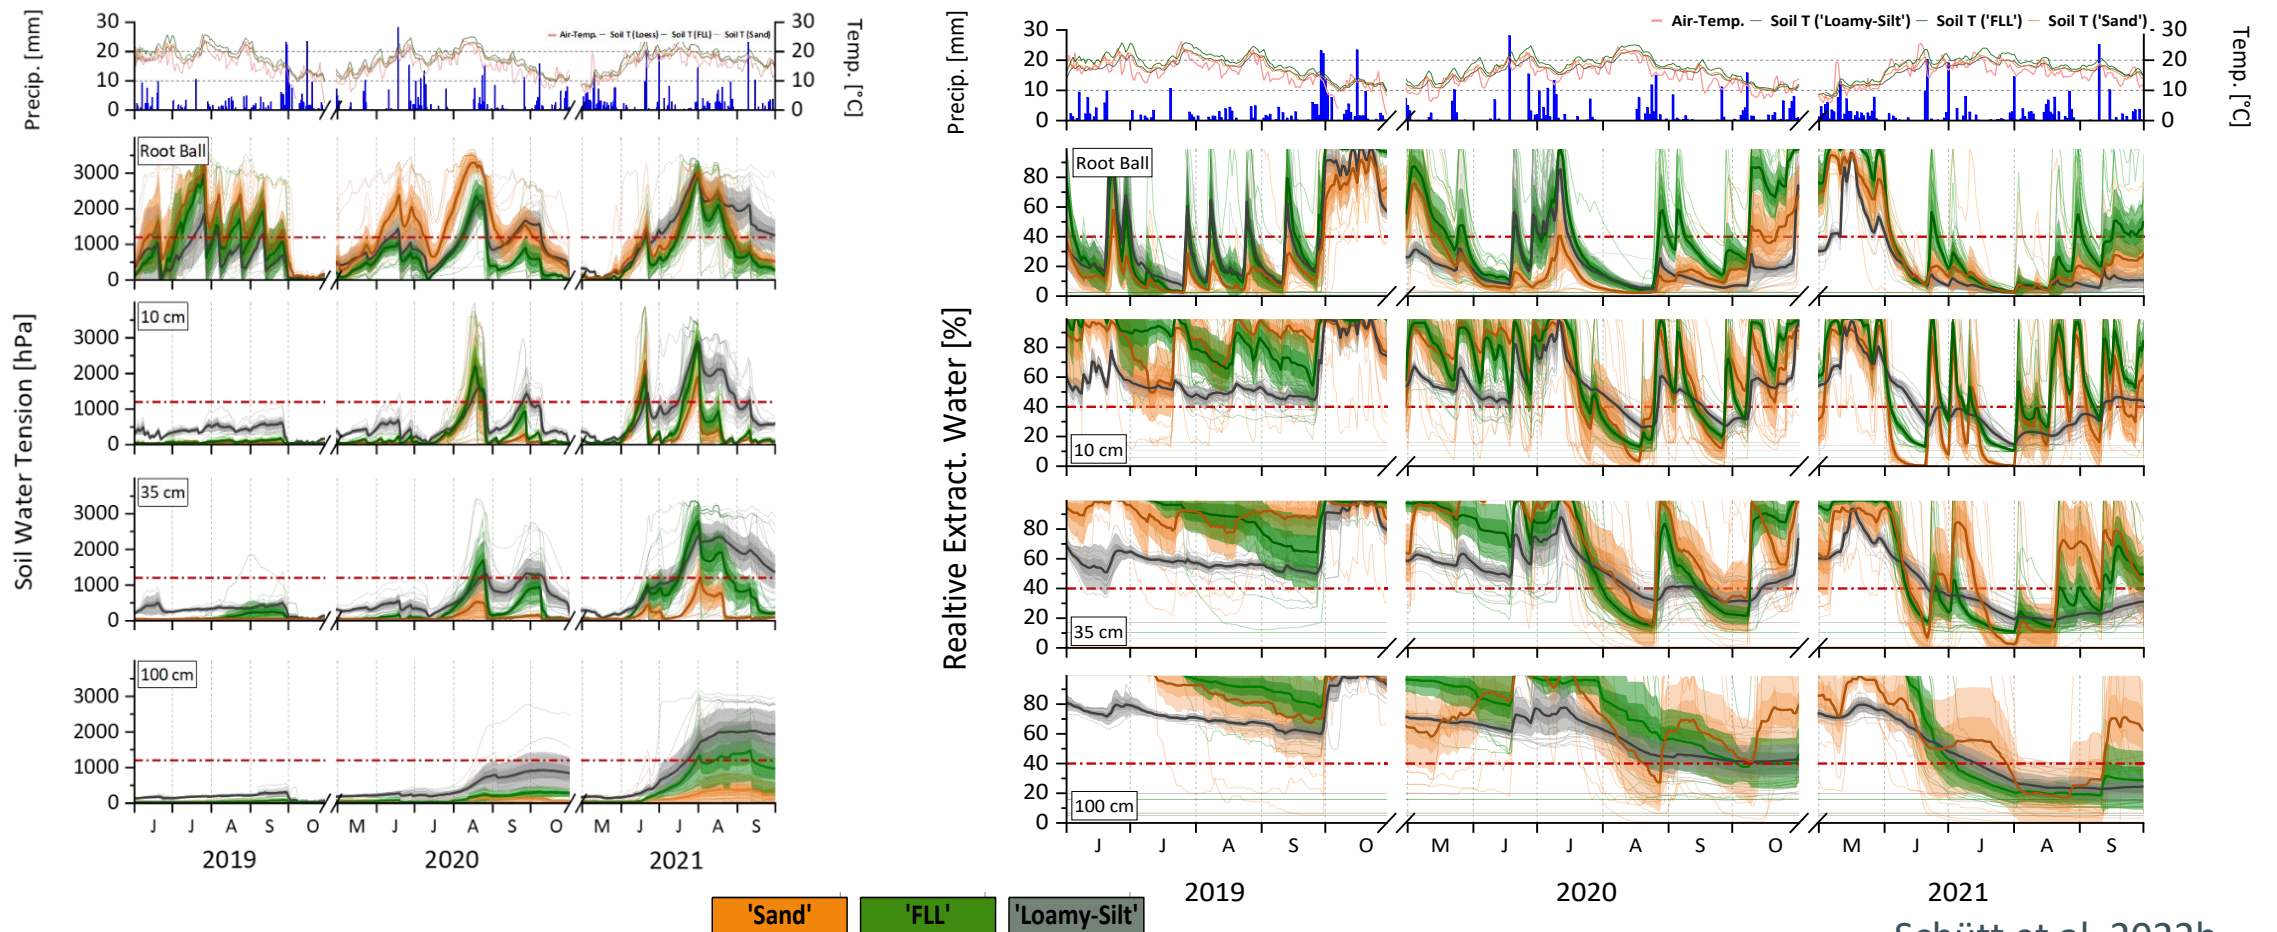 Precip. [mm]
30
20
10
0
Air-Temp. Soil T (Loess) Soil T (FLL) Soil T (Sand)
30
20
10
0
Temp. [°C]
Soil Water Tension [hPa]
Root Ball
3000
2000
1000
0
10 cm
3000
2000
1000
0
35 cm
3000
2000
1000
0
100 cm
3000
2000
1000
0
J J A S O M J J A S O M J J A S
2019 2020 2021
Precip. [mm]
30
20
10
0
Air-Temp. Soil T ('Loamy-Silt') Soil T ('FLL') Soil T ('Sand')
30
20
10
0
Temp. [°C]
Realtive Extract. Water [%]
Root Ball
80
60
40
20
0
80
60
40
20
0
10 cm
80
60
40
20
0
35 cm
80
60
40
20
0
100 cm
J J A S O M J J A S O M J J A S
2019 2020 2021
'Sand' 'FLL' 'Loamy-Silt'